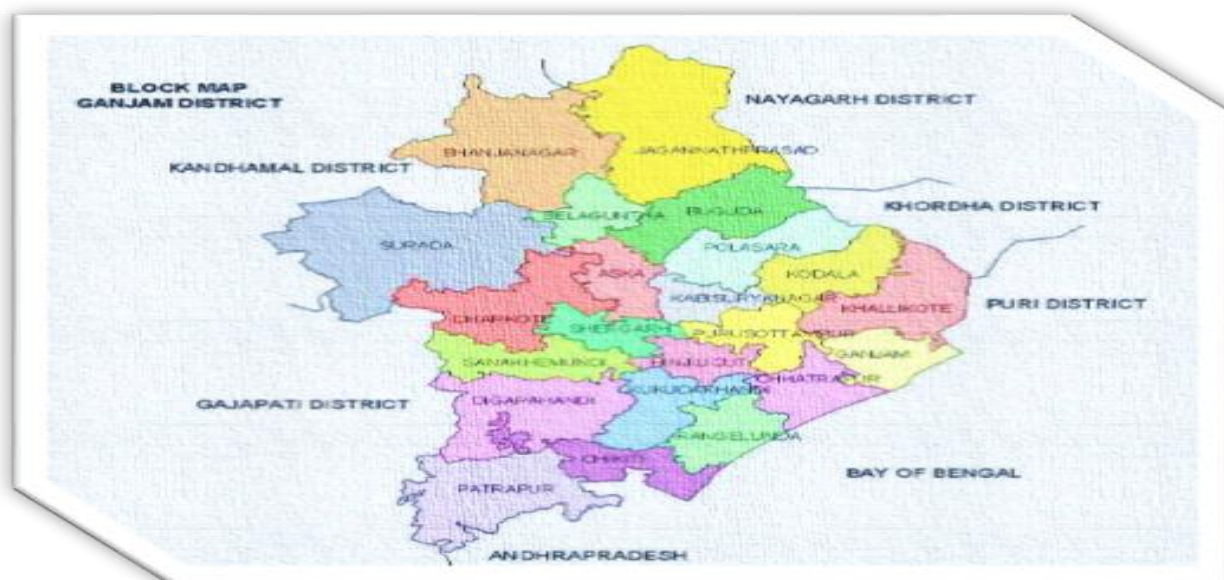 BLOCK MAP
GANJAM DISTRICT
NAYAGARH DISTRICT
BHANJANAGAR
JAGANNATHPRASAD
KANDHAMAL DISTRICT
KHORDHA DISTRICT
BELAGUNTHA
BUGUDA
SURADA
POLASARA
ASKA
KODALA
KABISURYANAGAR
KHALLIKOTE
PURI DISTRICT
DHARKOTE
SHERGARH
PURUSOTTAMPUR
GANJAM
SANAKHEMUNDI
HINJILICUT
CHHATRAPUR
KUKUDAKHANDI
DIGAPAHANDI
GAJAPATI DISTRICT
RANGEILUNDA
CHIKITI
BAY OF BENGAL
PATRAPUR
ANDHRAPRADESH